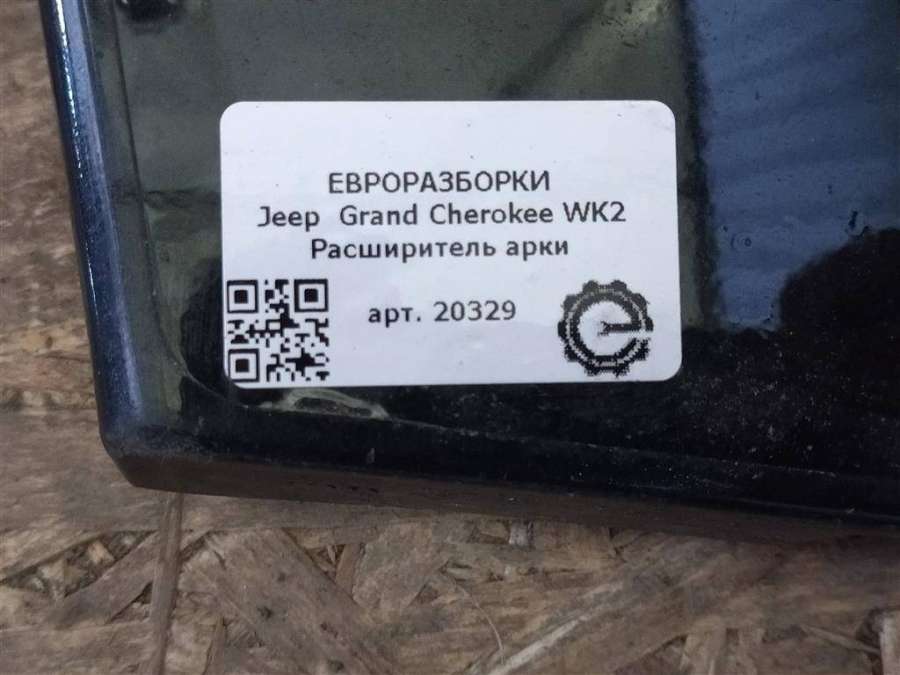 ЕВРОРАЗБОРКИ
Jeep Grand Cherokee WK2
Расширитель арки
арт. 20329